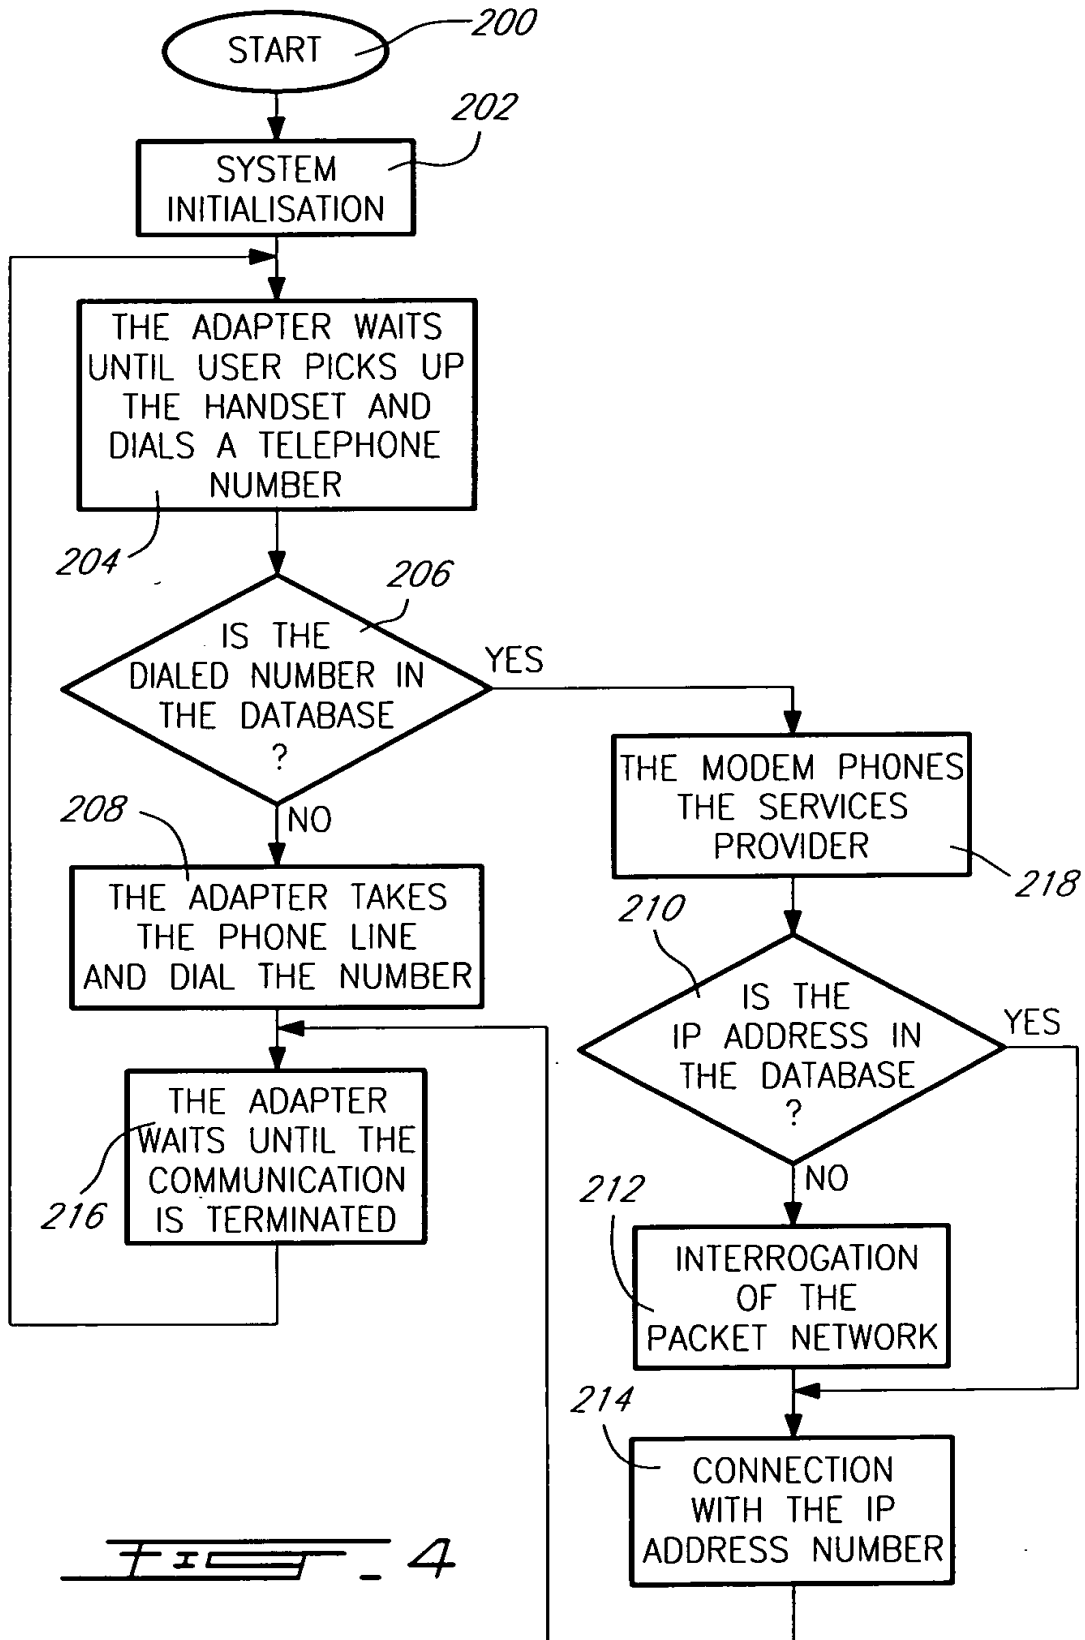 START
200
202
SYSTEM
INITIALISATION
THE ADAPTER WAITS
UNTIL USER PICKS UP
THE HANDSET AND
DIALS A TELEPHONE
NUMBER
204
206
IS THE
DIALED NUMBER IN
THE DATABASE
?
YES
NO
208
THE ADAPTER TAKES
THE PHONE LINE
AND DIAL THE NUMBER
THE ADAPTER
WAITS UNTIL THE
COMMUNICATION
IS TERMINATED
216
THE MODEM PHONES
THE SERVICES
PROVIDER
218
210
IS THE
IP ADDRESS IN
THE DATABASE
?
YES
NO
212
INTERROGATION
OF THE
PACKET NETWORK
214
CONNECTION
WITH THE IP
ADDRESS NUMBER
FIG. 4